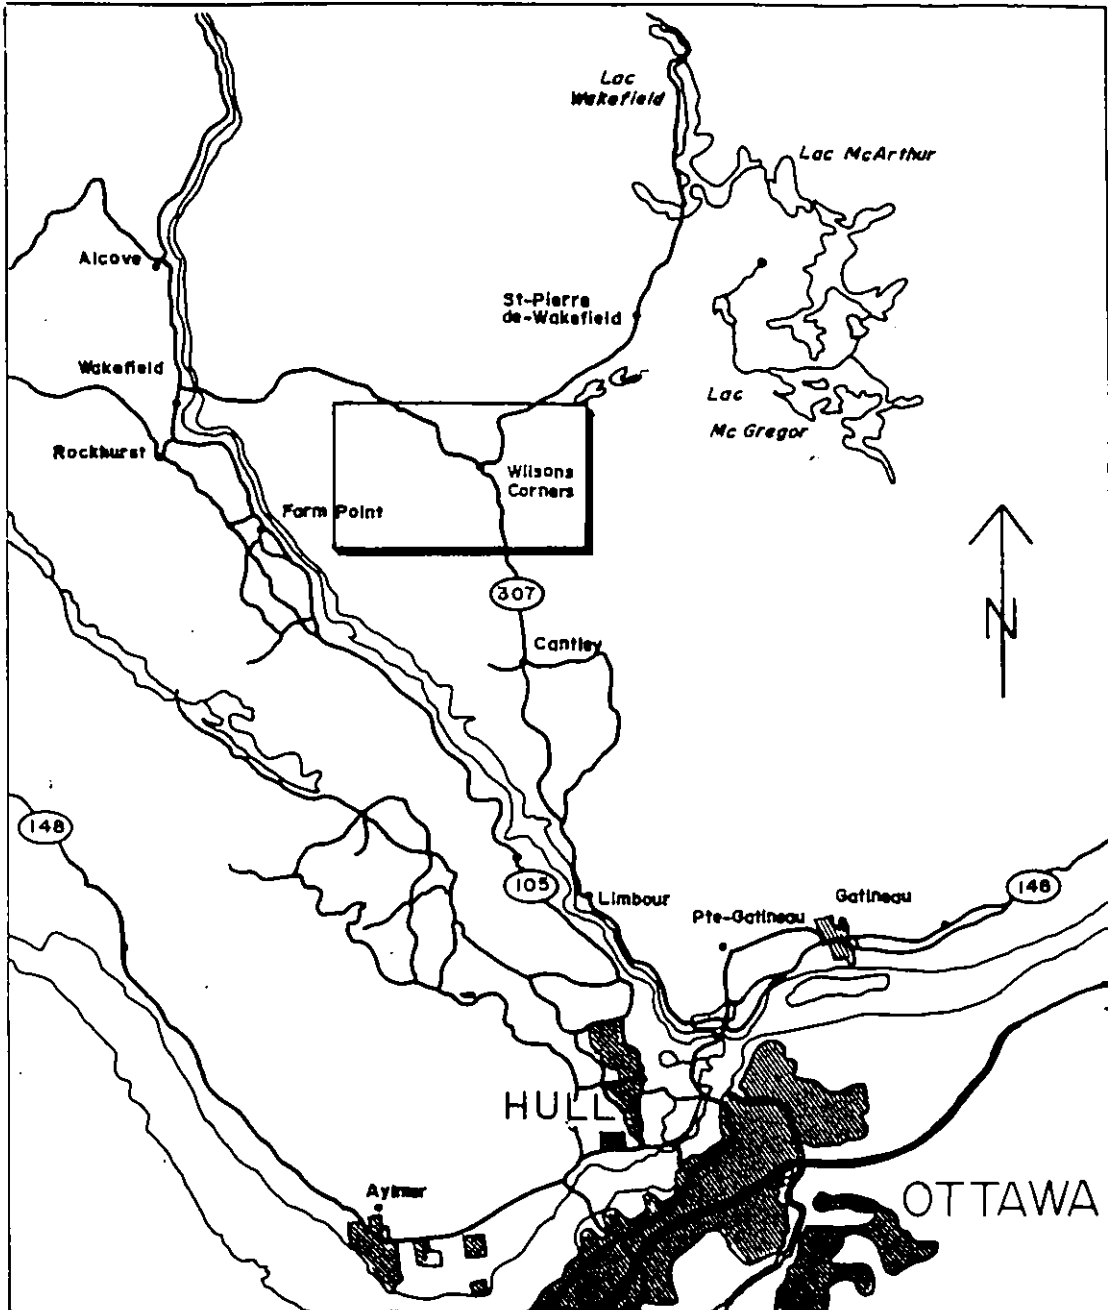 Lac
Wakefield
Lac McArthur
Alcove
St-Pierre
de-Wakefield
Wakefield
Lac
Mc Gregor
Rockhurst
Wilsons
Corners
Farm Point
307
N
Cantley
148
105
Limbour
Gatineau
148
Pte-Gatineau
HULL
Aylmer
OTTAWA